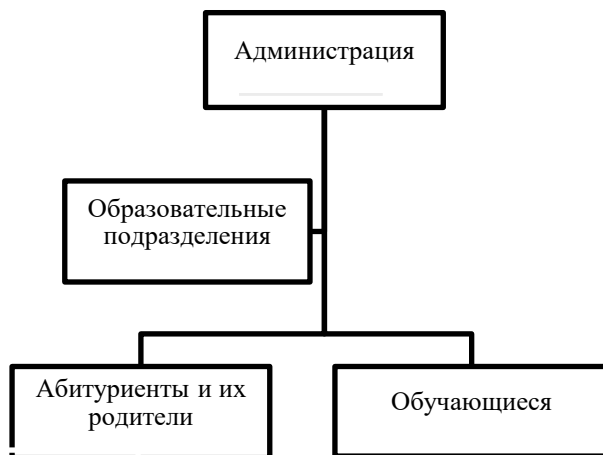 Администрация
Образовательные
подразделения
Абитуриенты и их
родители
Обучающиеся